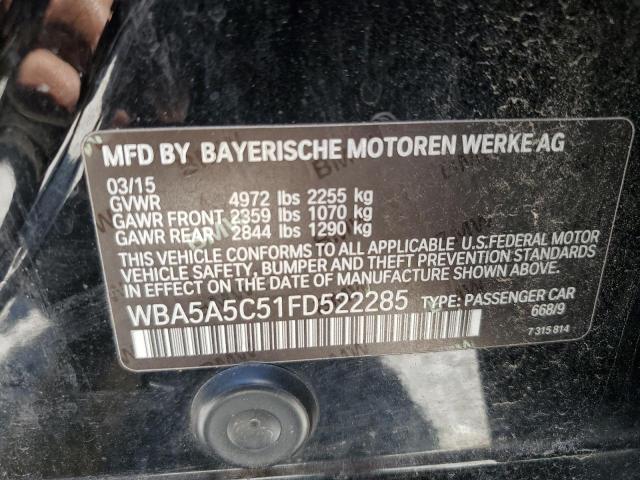 MFD BY BAYERISCHE MOTOREN WERKE AG
03/15
GVWR 4972 lbs 2255 kg
GAWR FRONT 2359 lbs 1070 kg
GAWR REAR 2844 lbs 1290 kg
THIS VEHICLE CONFORMS TO ALL APPLICABLE U.S.FEDERAL MOTOR
VEHICLE SAFETY, BUMPER AND THEFT PREVENTION STANDARDS
IN EFFECT ON THE DATE OF MANUFACTURE SHOWN ABOVE.
WBA5A5C51FD522285 TYPE: PASSENGER CAR
668/9
7 315 814